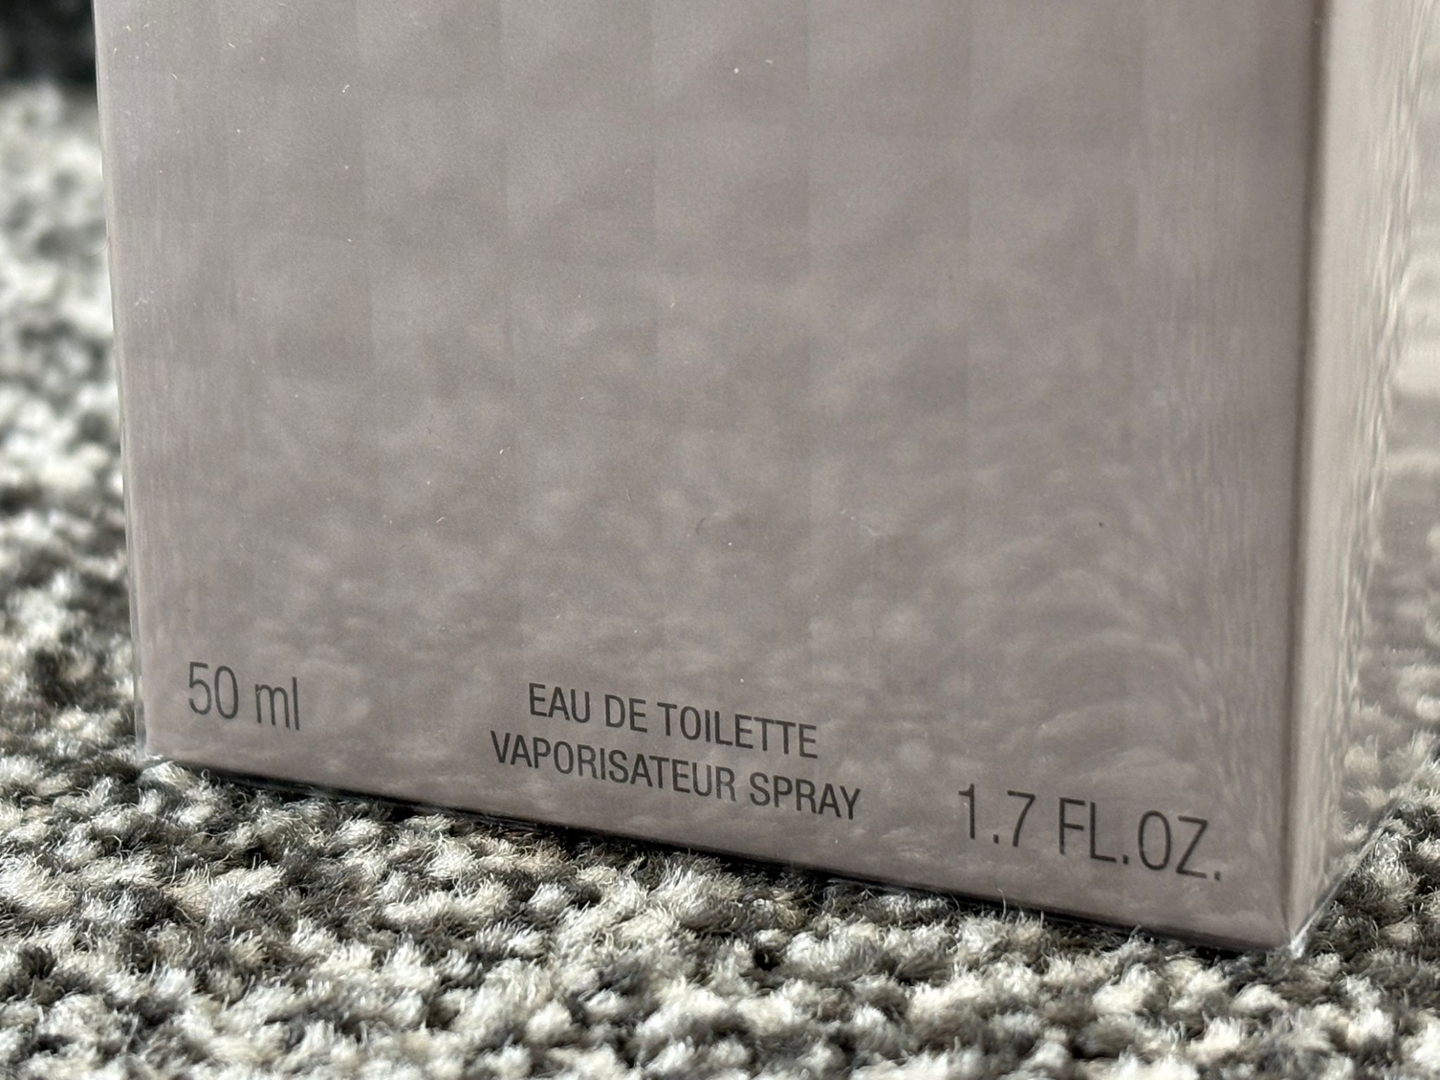 50 ml
EAU DE TOILETTE
VAPORISATEUR SPRAY
1.7 FL.OZ.